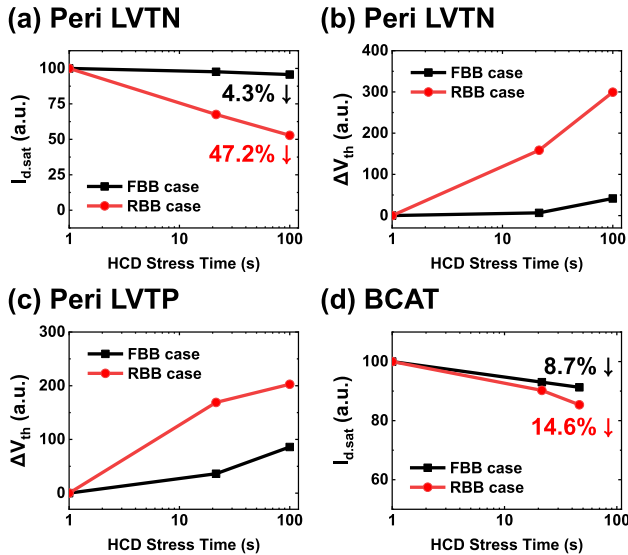 (a) Peri LVTN
I_d.sat (a.u.)
100
75
50
25
0
4.3% ↓
47.2% ↓
FBB case
RBB case
1 10 100
HCD Stress Time (s)
(b) Peri LVTN
ΔV_th (a.u.)
400
300
200
100
0
FBB case
RBB case
1 10 100
HCD Stress Time (s)
(c) Peri LVTP
ΔV_th (a.u.)
300
200
100
0
FBB case
RBB case
1 10 100
HCD Stress Time (s)
(d) BCAT
I_d.sat (a.u.)
100
80
60
8.7% ↓
14.6% ↓
FBB case
RBB case
1 10 100
HCD Stress Time (s)